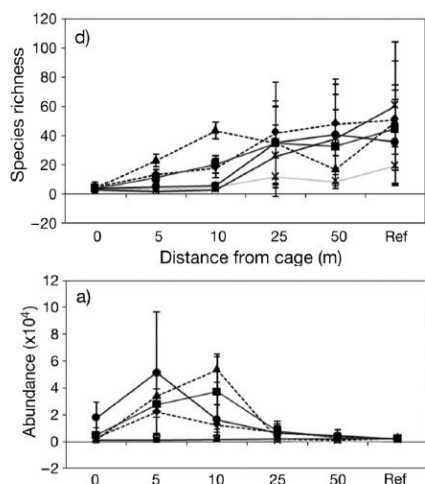 d)
Species richness
120
100
80
60
40
20
0
−20
0 5 10 25 50 Ref
Distance from cage (m)
a)
Abundance (x10⁴)
12
10
8
6
4
2
0
−2
0 5 10 25 50 Ref